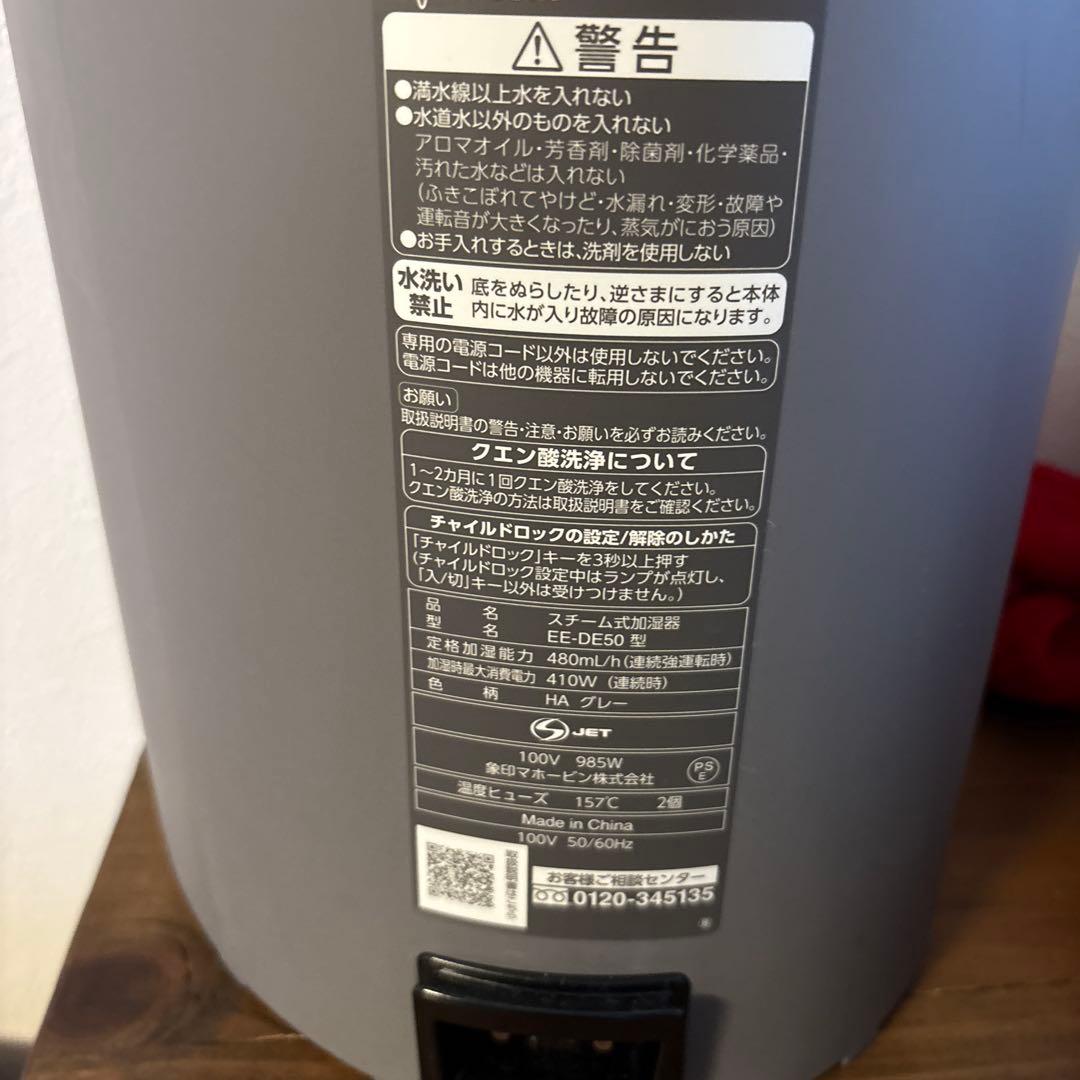 警告
●満水線以上水を入れない
●水道水以外のものを入れない
アロマオイル・芳香剤・除菌剤・化学薬品・
汚れた水などは入れない
(ふきこぼれてやけど・水漏れ・変形・故障や
運転音が大きくなったり、蒸気がにおう原因)
●お手入れするときは、洗剤を使用しない
水洗い
禁止
底をぬらしたり、逆さまにすると本体
内に水が入り故障の原因になります。
専用の電源コード以外は使用しないでください。
電源コードは他の機器に転用しないでください。
お願い
取扱説明書の警告・注意・お願いを必ずお読みください。
クエン酸洗浄について
1～2カ月に1回クエン酸洗浄をしてください。
クエン酸洗浄の方法は取扱説明書をご確認ください。
チャイルドロックの設定/解除のしかた
「チャイルドロック」キーを3秒以上押す
(チャイルドロック設定中はランプが点灯し、
「入/切」キー以外は受けつけません。)
品名 スチーム式加湿器
型名 EE-DE50 型
定格加湿能力 480mL/h(連続強運転時)
加湿時最大消費電力 410W (連続時)
色柄 HA グレー
JET
100V 985W
象印マホービン株式会社
PS
E
温度ヒューズ 157℃ 2個
Made in China
100V 50/60Hz
取扱説明書はこちら
お客様ご相談センター
0120-345135